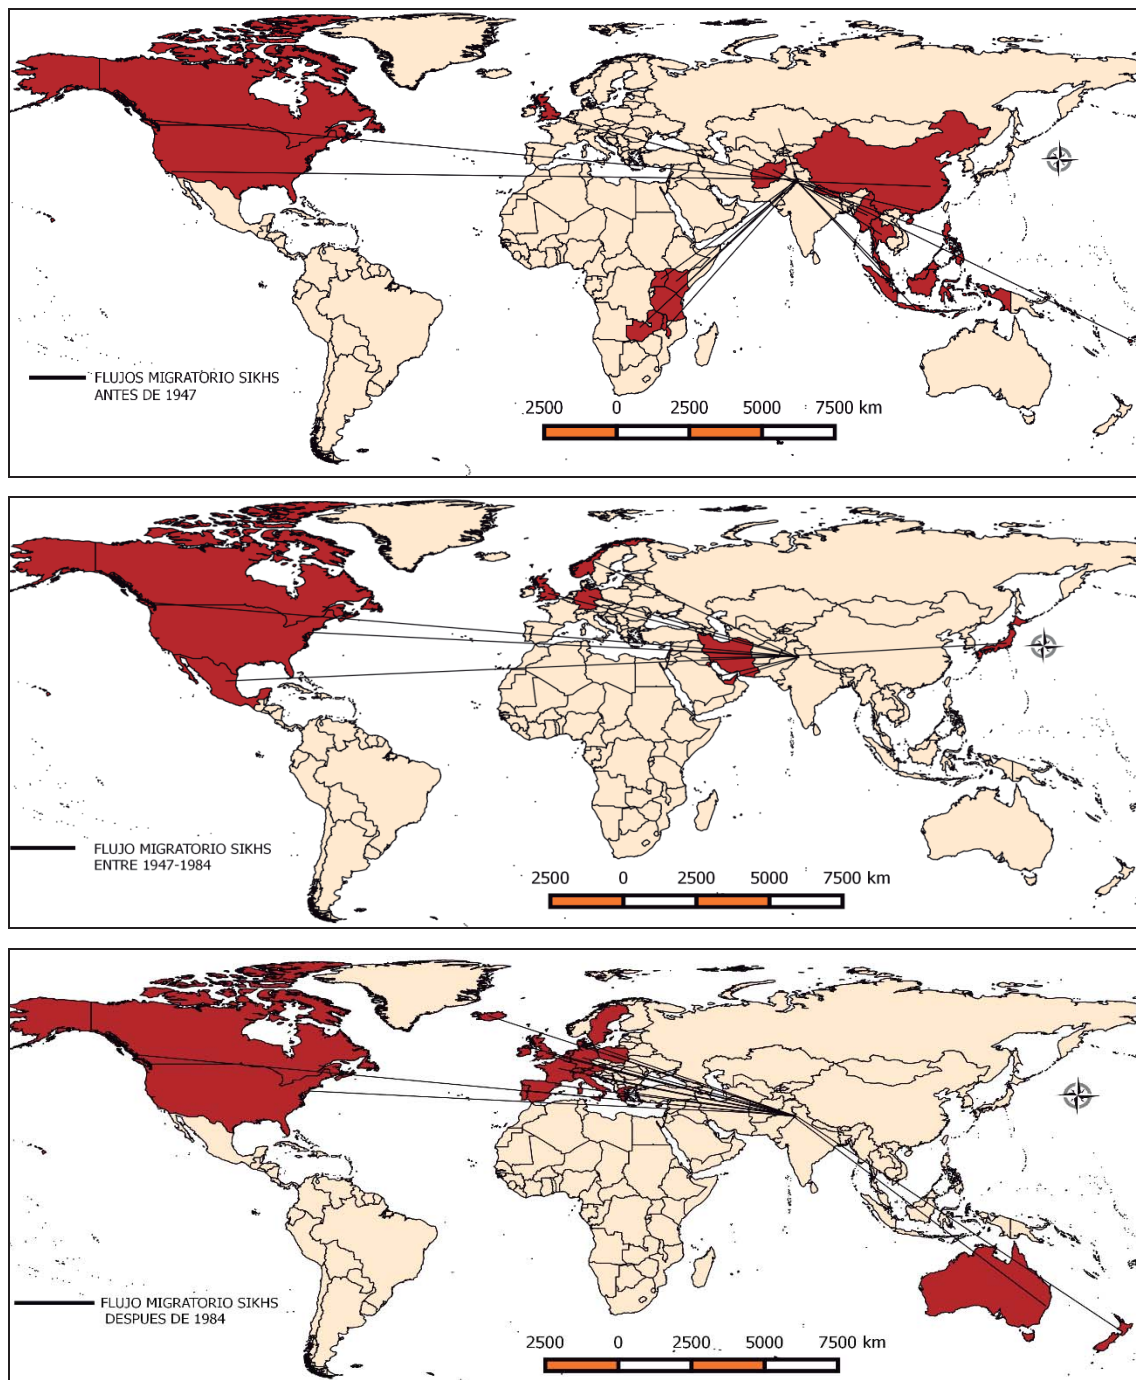 FLUJOS MIGRATORIO SIKHS
ANTES DE 1947
2500 0 2500 5000 7500 km
FLUJO MIGRATORIO SIKHS
ENTRE 1947-1984
2500 0 2500 5000 7500 km
FLUJO MIGRATORIO SIKHS
DESPUES DE 1984
2500 0 2500 5000 7500 km